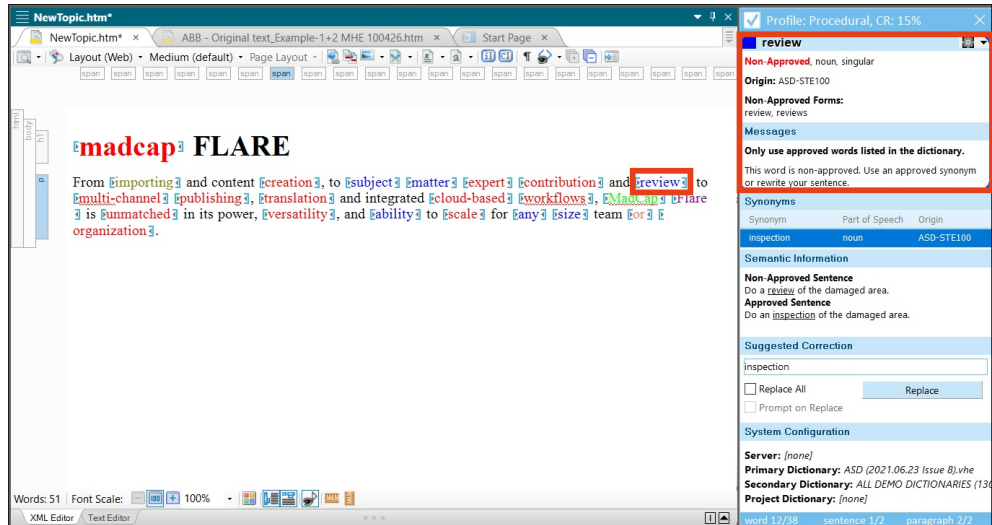 NewTopic.htm*
NewTopic.htm* × ABB - Original text_Example-1+2 MHE 100426.htm × Start Page ×
Layout (Web) Medium (default) Page Layout
span span span span span span span span span span span span span span span span span span span span span
html
body
h1
madcap FLARE
p
From importing and content creation, to subject matter expert contribution and review to
multi-channel publishing, translation and integrated cloud-based workflows, MadCap Flare
is unmatched in its power, versatility, and ability to scale for any size team or
organization.
Words: 51 Font Scale: 100%
XML Editor Text Editor
Profile: Procedural, CR: 15%
review
Non-Approved, noun, singular
Origin: ASD-STE100
Non-Approved Forms:
review, reviews
Messages
Only use approved words listed in the dictionary.
This word is non-approved. Use an approved synonym
or rewrite your sentence.
Synonyms
Synonym Part of Speech Origin
inspection noun ASD-STE100
Semantic Information
Non-Approved Sentence
Do a review of the damaged area.
Approved Sentence
Do an inspection of the damaged area.
Suggested Correction
inspection
Replace All Replace
Prompt on Replace
System Configuration
Server: [none]
Primary Dictionary: ASD (2021.06.23 Issue 8).vhe
Secondary Dictionary: ALL DEMO DICTIONARIES (130
Project Dictionary: [none]
word 12/38 sentence 1/2 paragraph 2/2